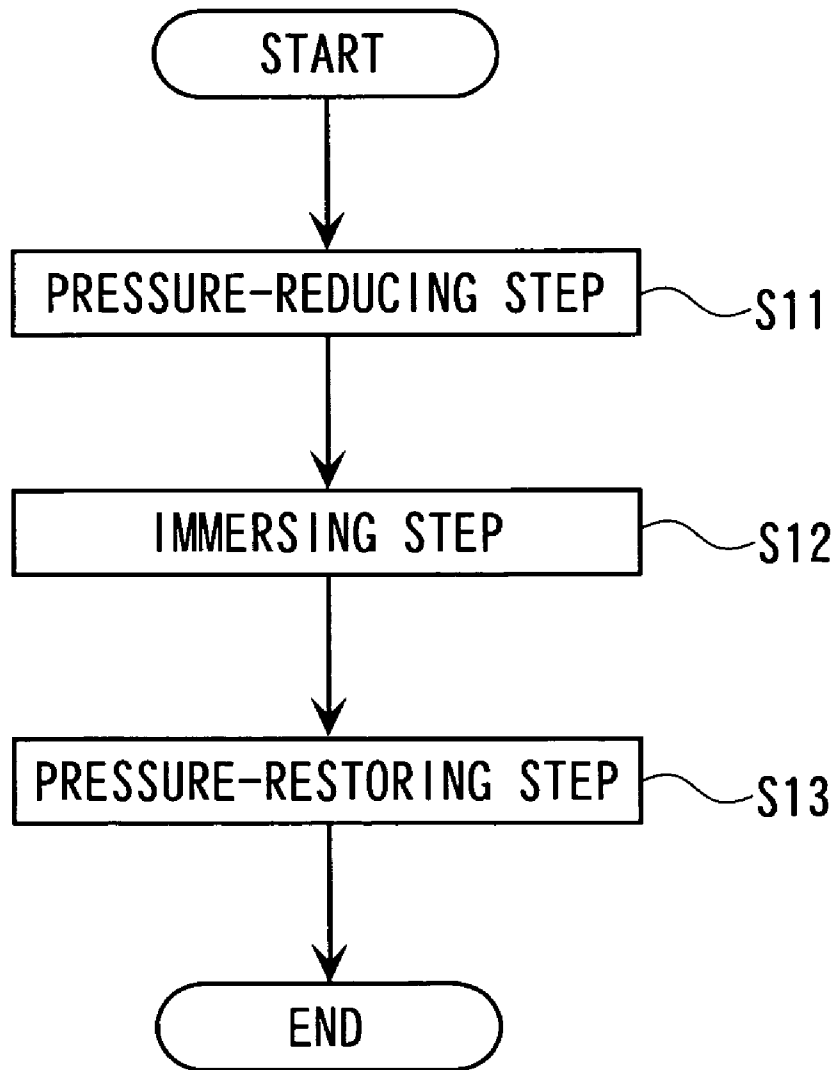 START
PRESSURE-REDUCING STEP
S11
IMMERSING STEP
S12
PRESSURE-RESTORING STEP
S13
END